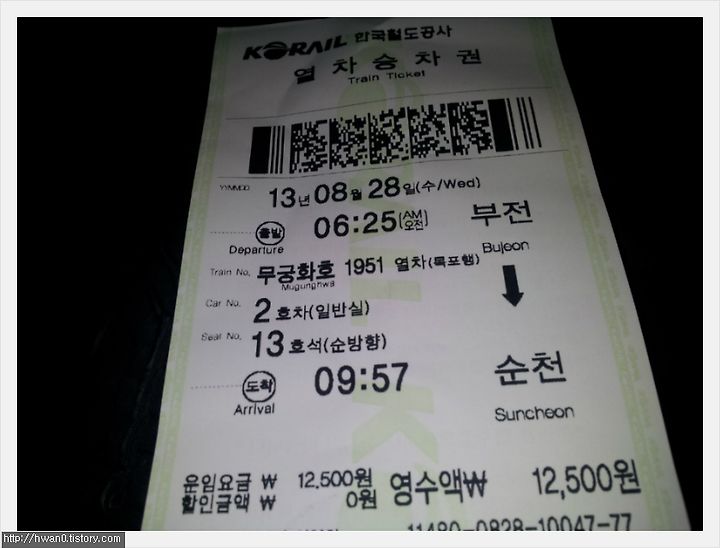 KORAIL 한국철도공사
열 차 승 차 권
Train Ticket
YYMMDD 13년 08월 28일(수/Wed)
출발 06:25 [AM 오전] 부전
Departure Bujeon
Train No. 무궁화호 1951 열차(목포행)
Mugunghwa
Car No. 2 호차(일반실)
Seat No. 13 호석(순방향)
도착 09:57 순천
Arrival Suncheon
운임요금 ₩ 12,500원 영수액₩ 12,500원
할인금액 ₩ 0원
11480-0828-10047-77
http://hwan0.tistory.com